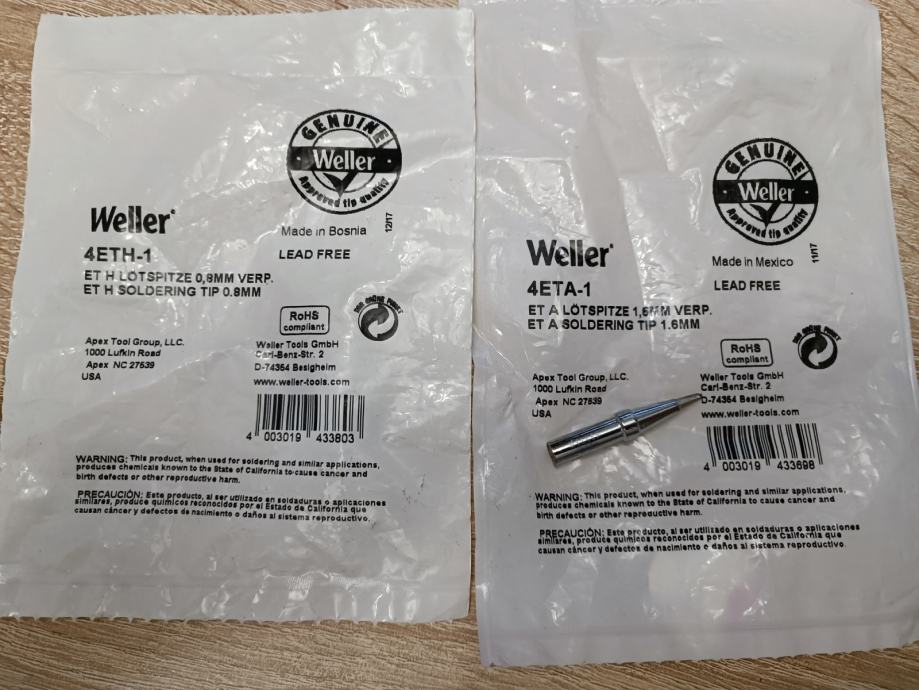 GENUINE
Weller
Approved tip quality
12/17
Weller
Made in Bosnia
4ETH-1
LEAD FREE
ET H LÖTSPITZE 0,8MM VERP.
ET H SOLDERING TIP 0.8MM
RoHS
compliant
DER GRÜNE PUNKT
Apex Tool Group, LLC.
1000 Lufkin Road
Apex NC 27539
USA
Weller Tools GmbH
Carl-Benz-Str. 2
D-74354 Besigheim
www.weller-tools.com
4 003019 433803
WARNING: This product, when used for soldering and similar applications,
produces chemicals known to the State of California to cause cancer and
birth defects or other reproductive harm.
PRECAUCIÓN: Este producto, al ser utilizado en soldaduras o aplicaciones
similares, produce químicos reconocidos por el Estado de California que
causan cáncer y defectos de nacimiento o daños al sistema reproductivo.
GENUINE
Weller
Approved tip quality
11/17
Weller
Made in Mexico
4ETA-1
LEAD FREE
ET A LÖTSPITZE 1,6MM VERP.
ET A SOLDERING TIP 1.6MM
RoHS
compliant
DER GRÜNE PUNKT
Apex Tool Group, LLC.
1000 Lufkin Road
Apex NC 27539
USA
Weller Tools GmbH
Carl-Benz-Str. 2
D-74354 Besigheim
www.weller-tools.com
4 003019 433698
WARNING: This product, when used for soldering and similar applications,
produces chemicals known to the State of California to cause cancer and
birth defects or other reproductive harm.
PRECAUCIÓN: Este producto, al ser utilizado en soldaduras o aplicaciones
similares, produce químicos reconocidos por el Estado de California que
causan cáncer y defectos de nacimiento o daños al sistema reproductivo.